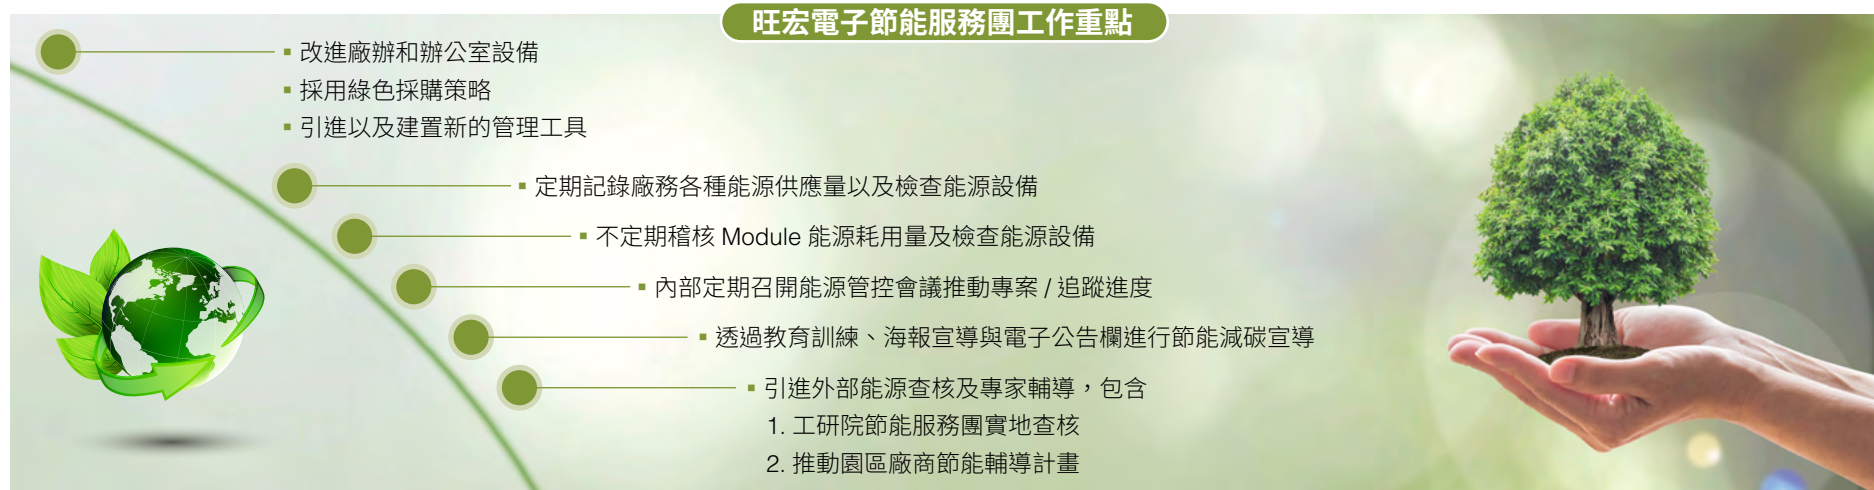 旺宏電子節能服務團工作重點
▪ 改進廠辦和辦公室設備
▪ 採用綠色採購策略
▪ 引進以及建置新的管理工具
▪ 定期記錄廠務各種能源供應量以及檢查能源設備
▪ 不定期稽核 Module 能源耗用量及檢查能源設備
▪ 內部定期召開能源管控會議推動專案 / 追蹤進度
▪ 透過教育訓練、海報宣導與電子公告欄進行節能減碳宣導
▪ 引進外部能源查核及專家輔導，包含
1. 工研院節能服務團實地查核
2. 推動園區廠商節能輔導計畫